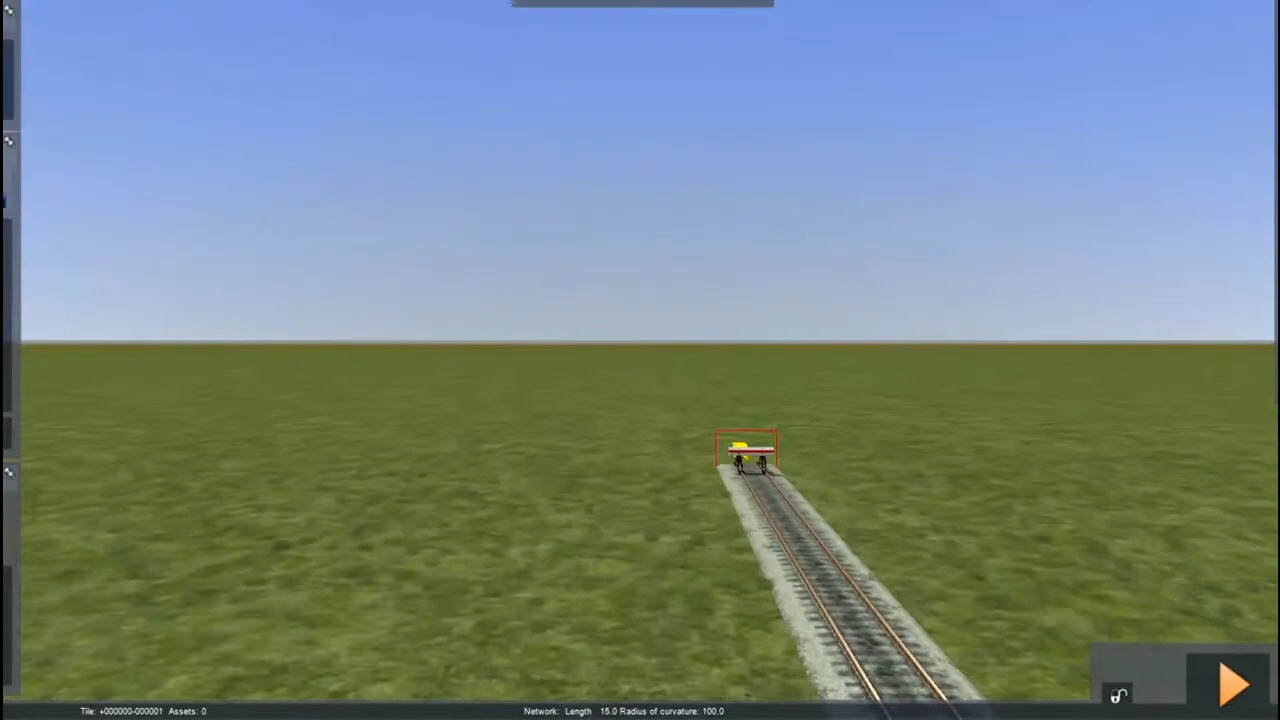 Tile: +000000-000001 Assets: 0
Network: Length 15.0 Radius of curvature: 100.0